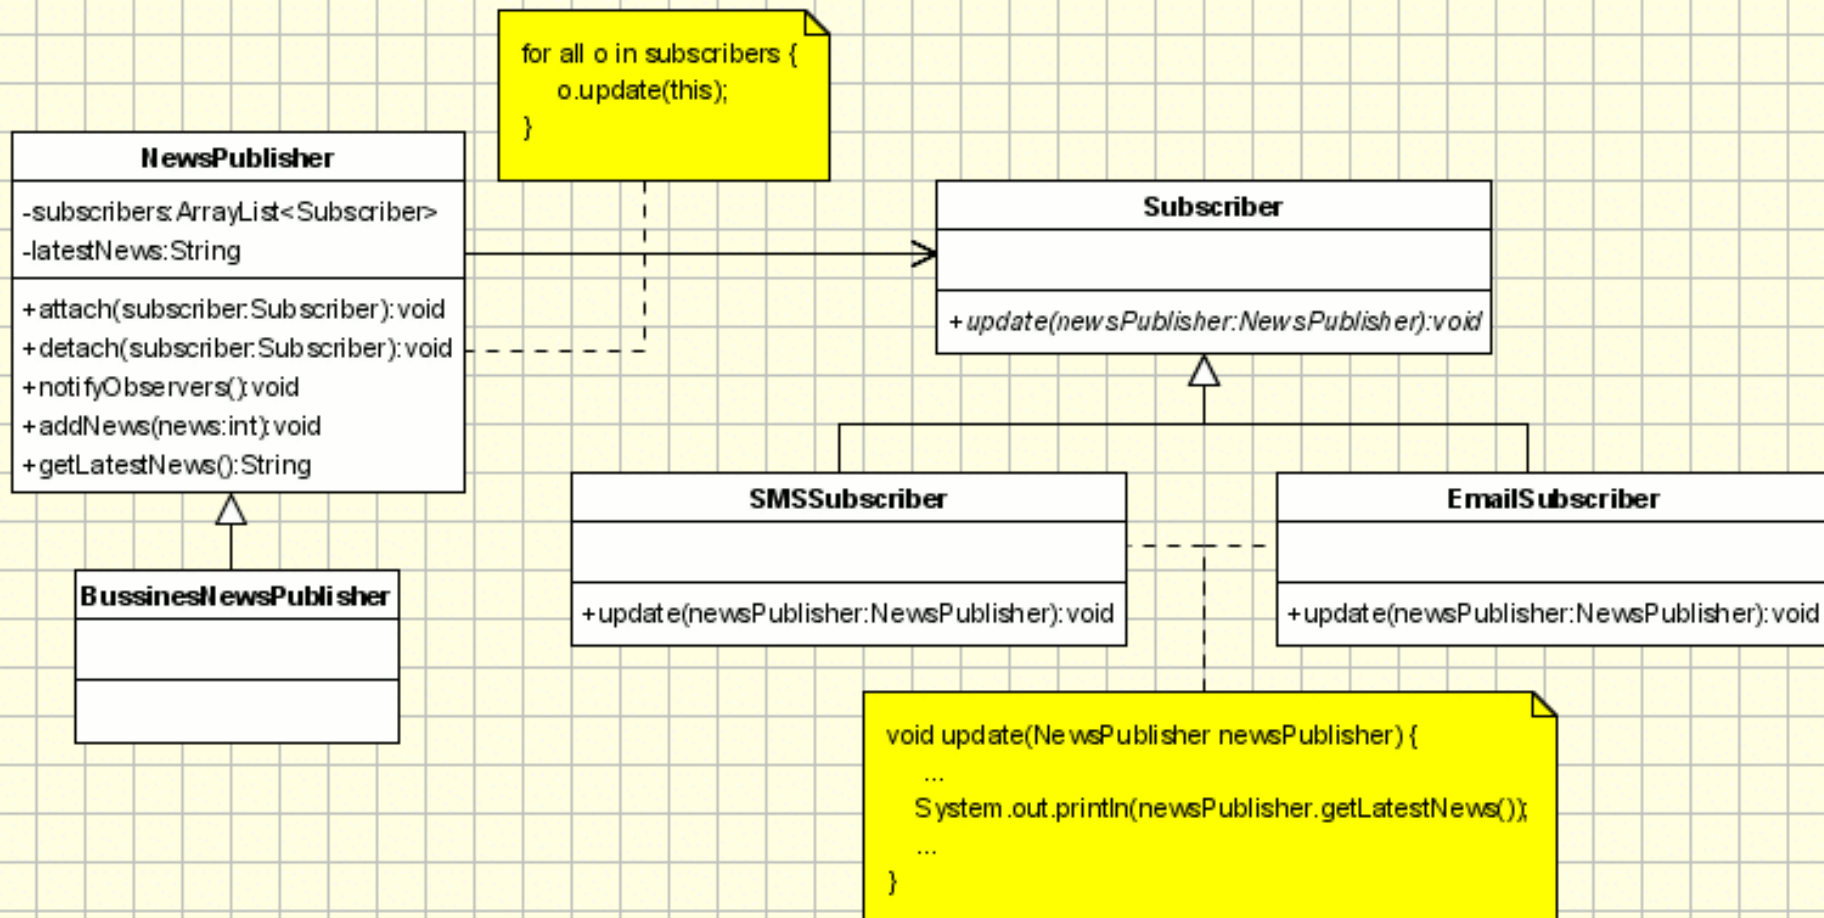 for all o in subscribers {
o.update(this);
}
NewsPublisher
-subscribers:ArrayList<Subscriber>
-latestNews:String
+attach(subscriber:Subscriber):void
+detach(subscriber:Subscriber):void
+notifyObservers():void
+addNews(news:int):void
+getLatestNews():String
Subscriber
+update(newsPublisher:NewsPublisher):void
BussinesNewsPublisher
SMSSubscriber
+update(newsPublisher:NewsPublisher):void
EmailSubscriber
+update(newsPublisher:NewsPublisher):void
void update(NewsPublisher newsPublisher) {
...
System.out.println(newsPublisher.getLatestNews());
...
}